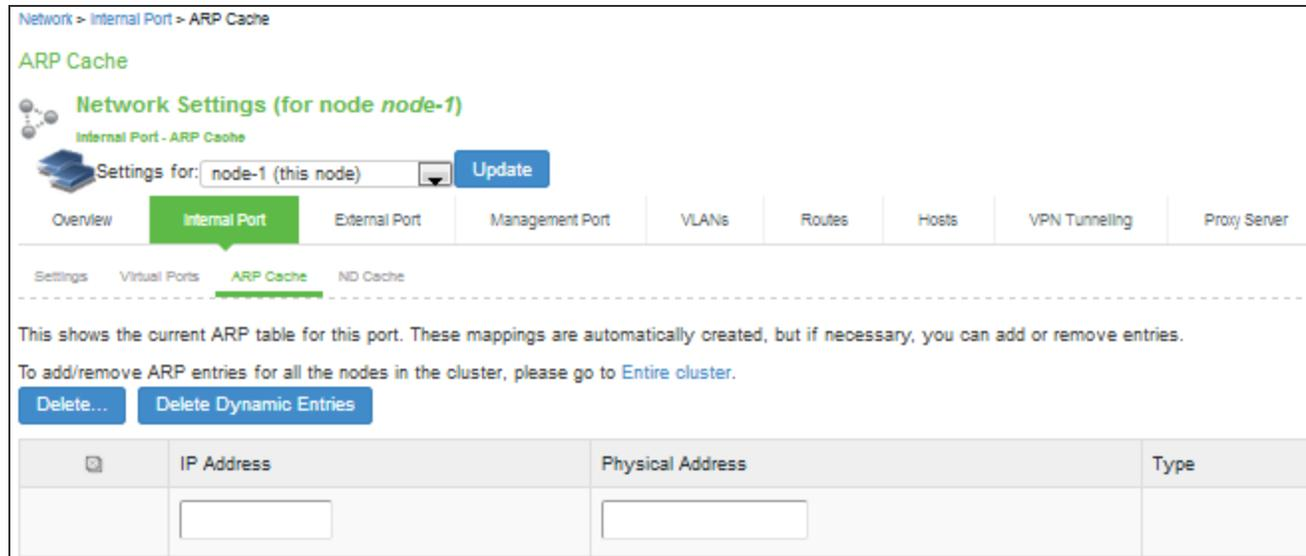 Network > Internal Port > ARP Cache
ARP Cache
Network Settings (for node node-1)
Internal Port - ARP Cache
Settings for: node-1 (this node) Update
Overview Internal Port External Port Management Port VLANs Routes Hosts VPN Tunneling Proxy Server
Settings Virtual Ports ARP Cache ND Cache
This shows the current ARP table for this port. These mappings are automatically created, but if necessary, you can add or remove entries.
To add/remove ARP entries for all the nodes in the cluster, please go to Entire cluster.
Delete... Delete Dynamic Entries
IP Address Physical Address Type